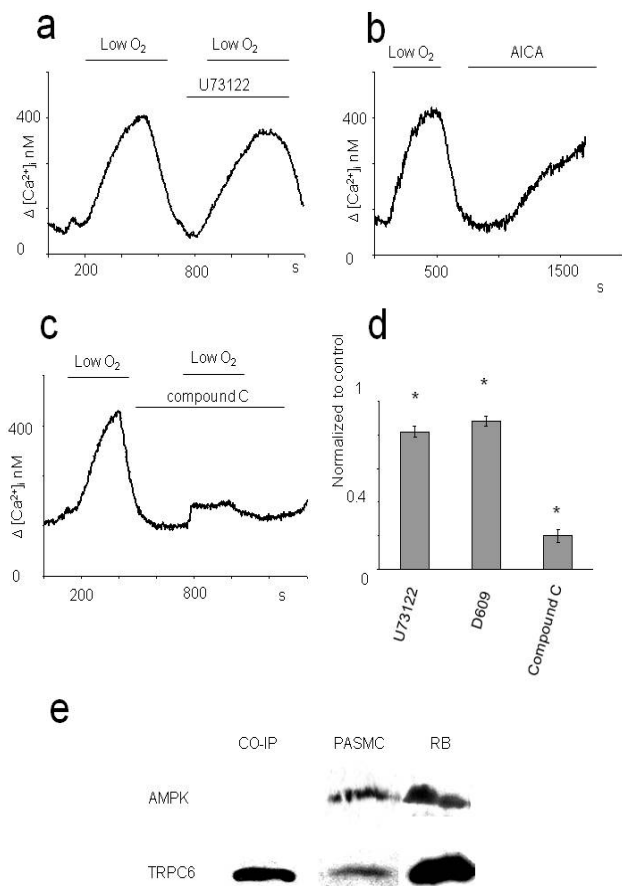 a
Low O₂
Low O₂
U73122
Δ [Ca²⁺]ᵢ nM
400
0
200
800
s
b
Low O₂
AICA
Δ [Ca²⁺]ᵢ nM
400
0
500
1500
s
c
Low O₂
Low O₂
compound C
Δ [Ca²⁺]ᵢ nM
400
0
200
800
s
d
Normalized to control
1
0.4
0
*
*
*
U73122
D609
Compound C
e
CO-IP PASMC RB
AMPK
TRPC6